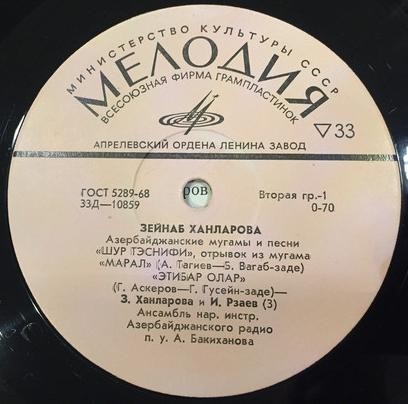 МИНИСТЕРСТВО КУЛЬТУРЫ СССР
МЕЛОДИЯ
ВСЕСОЮЗНАЯ ФИРМА ГРАМПЛАСТИНОК
▽33
АПРЕЛЕВСКИЙ ОРДЕНА ЛЕНИНА ЗАВОД
ГОСТ 5289-68
ров
Вторая гр.-1
33Д—10859
0-70
ЗЕЙНАБ ХАНЛАРОВА
Азербайджанские мугамы и песни
«ШУР ТЭСНИФИ», отрывок из мугама
«МАРАЛ» (А. Тагиев—Б. Вагаб-заде)
«ЭТИБАР ОЛАР»
(Г. Аскеров—Г. Гусейн-заде)—
З. Ханларова и И. Рзаев (3)
Ансамбль нар. инстр.
Азербайджанского радио
п. у. А. Бакиханова